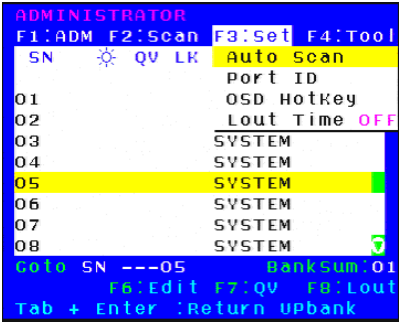 ADMINISTRATOR
F1:ADM F2:Scan F3:Set F4:Tool
SN QV LK Auto Scan
Port ID
01 OSD HotKey
02 Lout Time OFF
03 SYSTEM
04 SYSTEM
05 SYSTEM
06 SYSTEM
07 SYSTEM
08 SYSTEM
Goto SN ---05 BankSum:01
F6:Edit F7:QV F8:Lout
Tab + Enter :Return UPbank